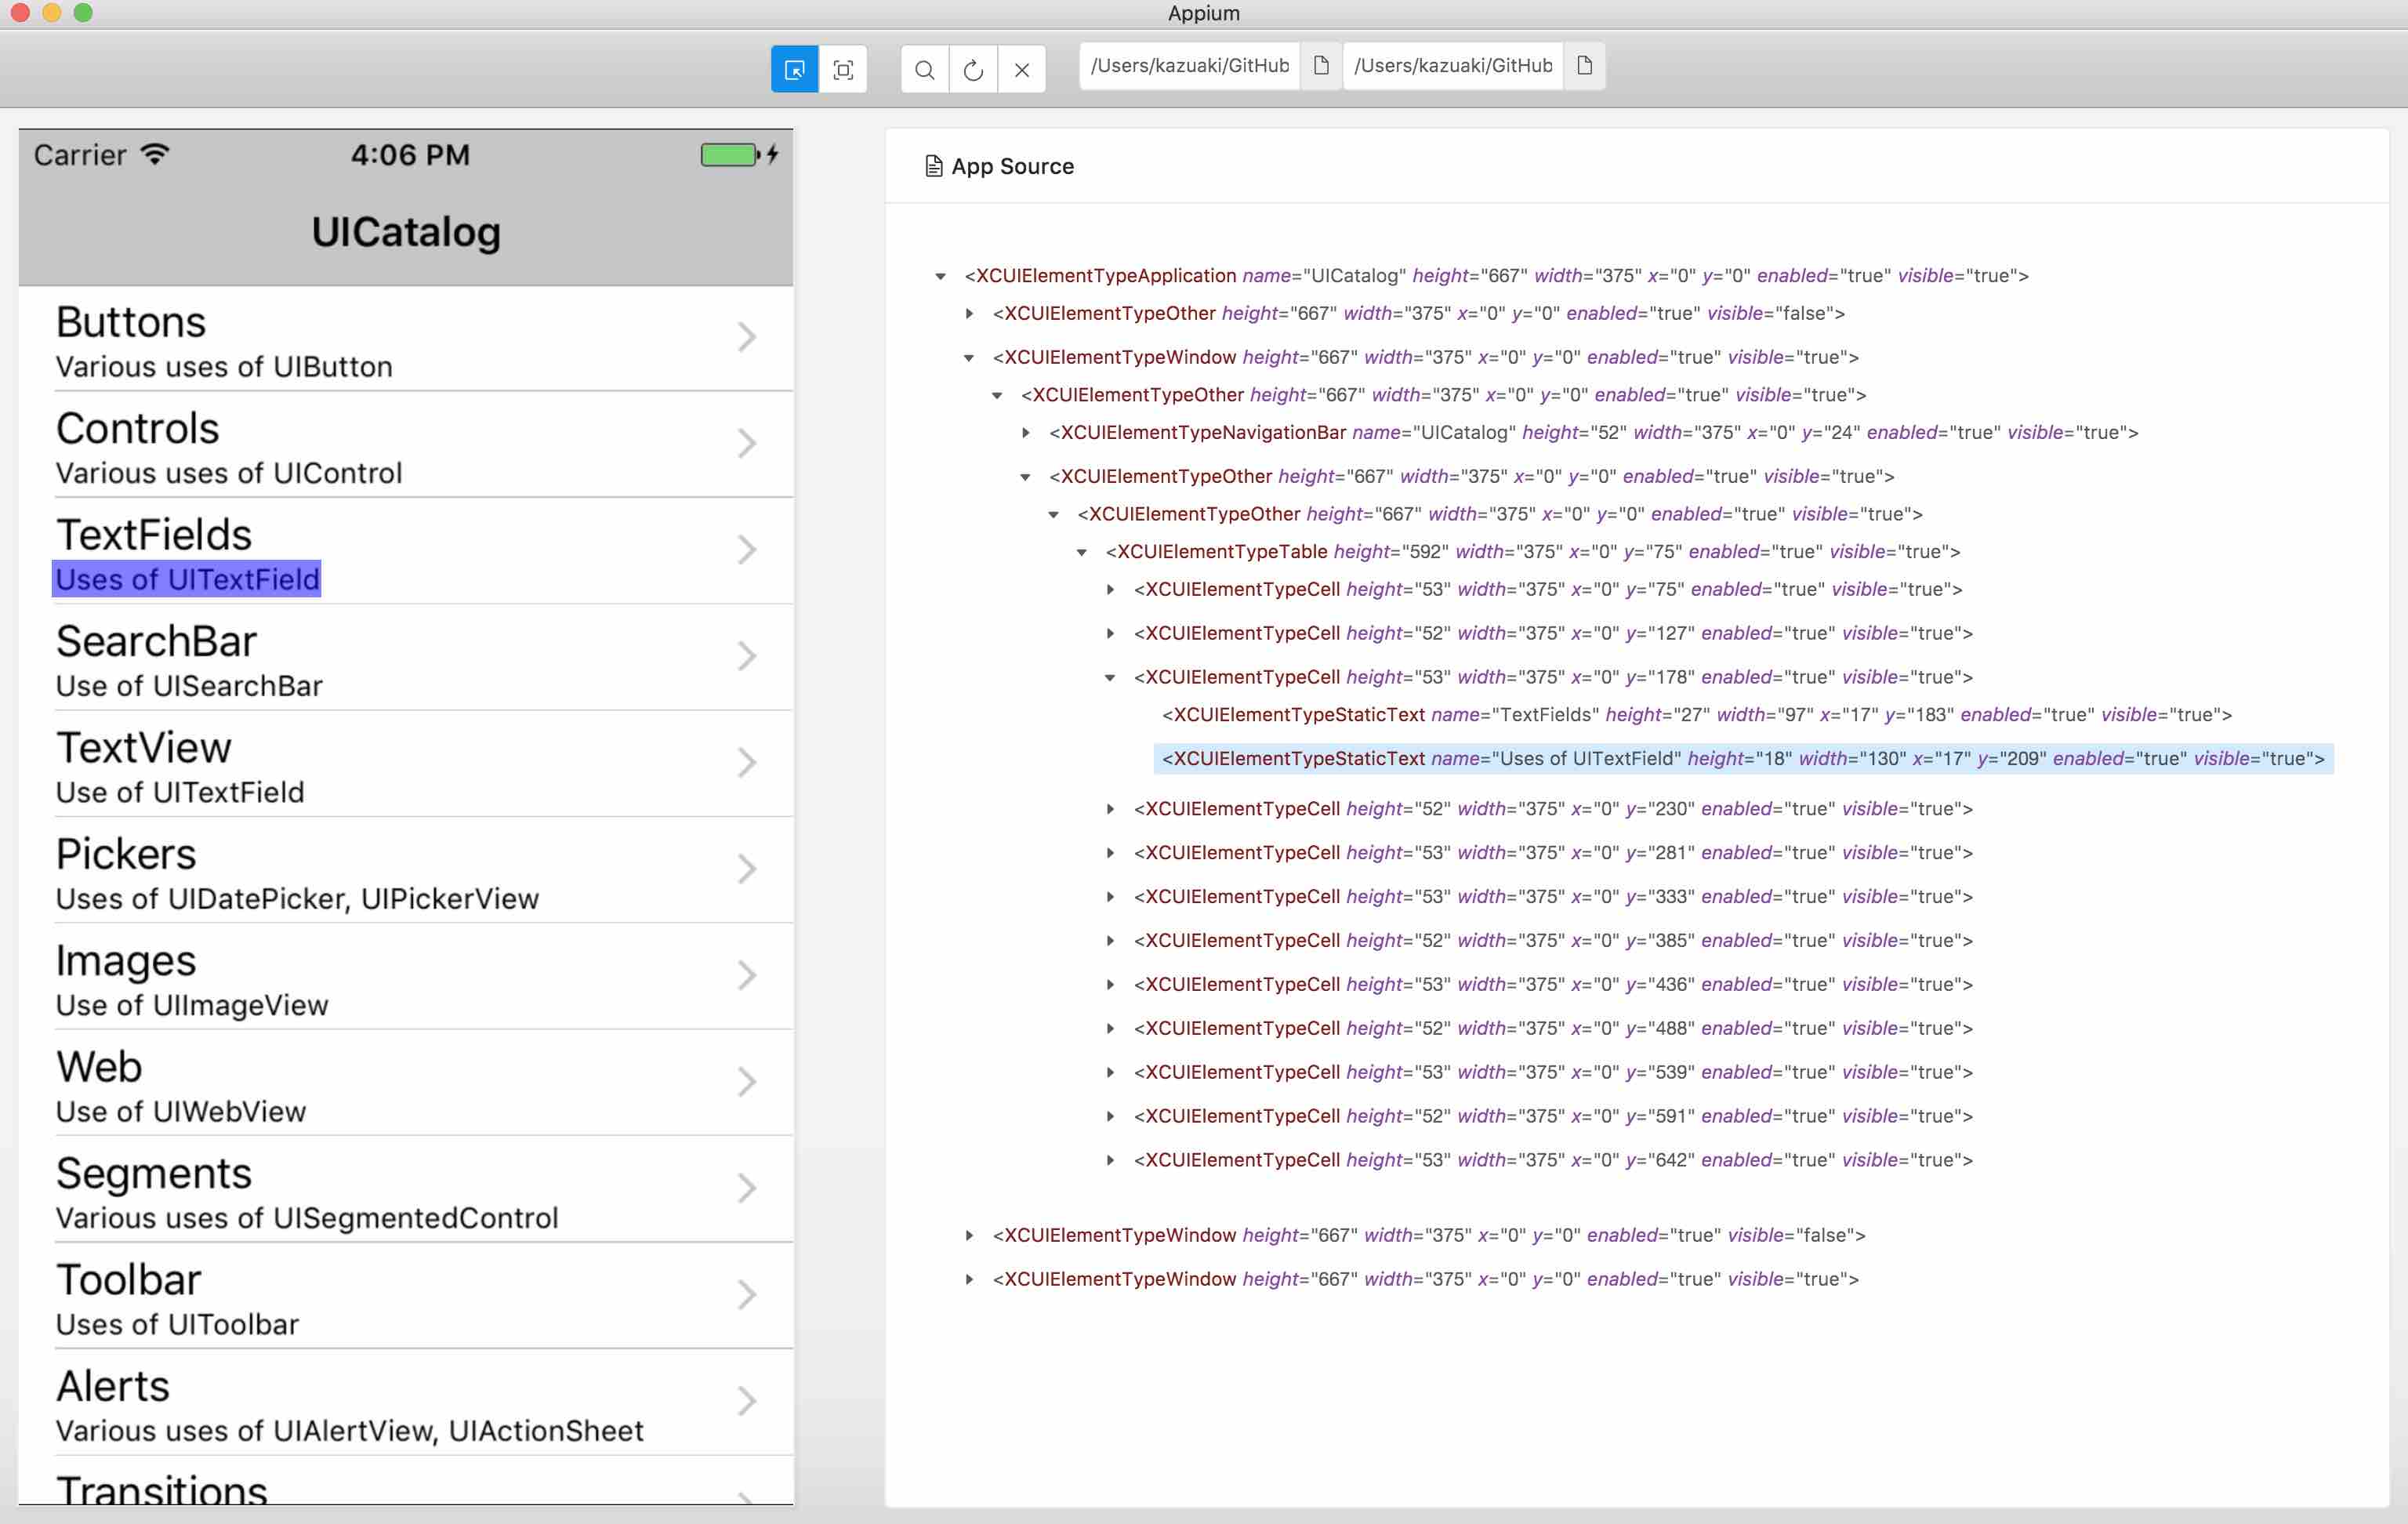 Appium
/Users/kazuaki/GitHub
/Users/kazuaki/GitHub
Carrier 4:06 PM
UICatalog
Buttons
Various uses of UIButton
Controls
Various uses of UIControl
TextFields
Uses of UITextField
SearchBar
Use of UISearchBar
TextView
Use of UITextField
Pickers
Uses of UIDatePicker, UIPickerView
Images
Use of UIImageView
Web
Use of UIWebView
Segments
Various uses of UISegmentedControl
Toolbar
Uses of UIToolbar
Alerts
Various uses of UIAlertView, UIActionSheet
Transitions
App Source
<XCUIElementTypeApplication name="UICatalog" height="667" width="375" x="0" y="0" enabled="true" visible="true">
<XCUIElementTypeOther height="667" width="375" x="0" y="0" enabled="true" visible="false">
<XCUIElementTypeWindow height="667" width="375" x="0" y="0" enabled="true" visible="true">
<XCUIElementTypeOther height="667" width="375" x="0" y="0" enabled="true" visible="true">
<XCUIElementTypeNavigationBar name="UICatalog" height="52" width="375" x="0" y="24" enabled="true" visible="true">
<XCUIElementTypeOther height="667" width="375" x="0" y="0" enabled="true" visible="true">
<XCUIElementTypeOther height="667" width="375" x="0" y="0" enabled="true" visible="true">
<XCUIElementTypeTable height="592" width="375" x="0" y="75" enabled="true" visible="true">
<XCUIElementTypeCell height="53" width="375" x="0" y="75" enabled="true" visible="true">
<XCUIElementTypeCell height="52" width="375" x="0" y="127" enabled="true" visible="true">
<XCUIElementTypeCell height="53" width="375" x="0" y="178" enabled="true" visible="true">
<XCUIElementTypeStaticText name="TextFields" height="27" width="97" x="17" y="183" enabled="true" visible="true">
<XCUIElementTypeStaticText name="Uses of UITextField" height="18" width="130" x="17" y="209" enabled="true" visible="true">
<XCUIElementTypeCell height="52" width="375" x="0" y="230" enabled="true" visible="true">
<XCUIElementTypeCell height="53" width="375" x="0" y="281" enabled="true" visible="true">
<XCUIElementTypeCell height="53" width="375" x="0" y="333" enabled="true" visible="true">
<XCUIElementTypeCell height="52" width="375" x="0" y="385" enabled="true" visible="true">
<XCUIElementTypeCell height="53" width="375" x="0" y="436" enabled="true" visible="true">
<XCUIElementTypeCell height="52" width="375" x="0" y="488" enabled="true" visible="true">
<XCUIElementTypeCell height="53" width="375" x="0" y="539" enabled="true" visible="true">
<XCUIElementTypeCell height="52" width="375" x="0" y="591" enabled="true" visible="true">
<XCUIElementTypeCell height="53" width="375" x="0" y="642" enabled="true" visible="true">
<XCUIElementTypeWindow height="667" width="375" x="0" y="0" enabled="true" visible="false">
<XCUIElementTypeWindow height="667" width="375" x="0" y="0" enabled="true" visible="true">